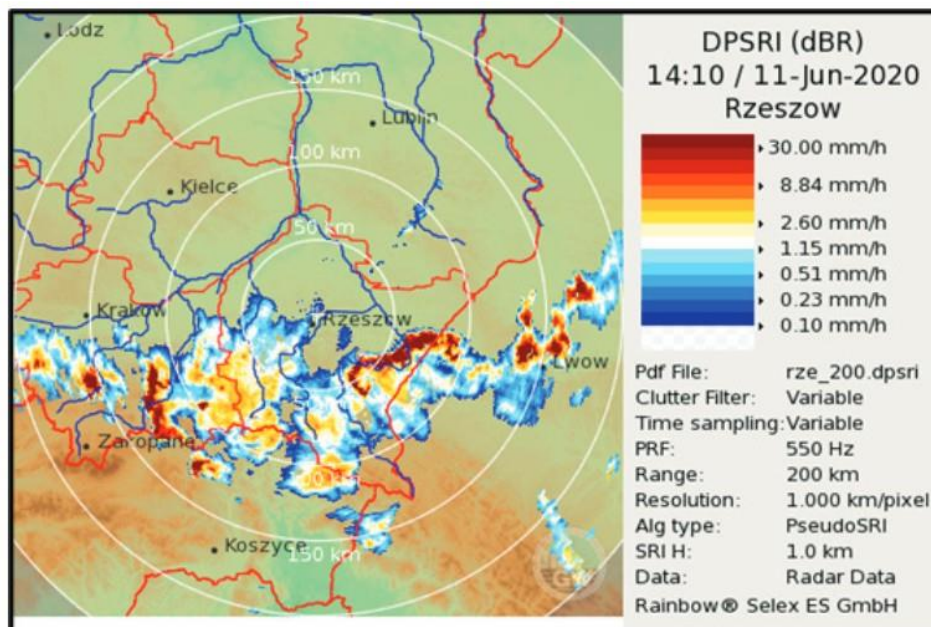 Lodz
150 km
Lublin
100 km
Kielce
50 km
Krakow
Rzeszow
Lwow
Zakopane
Koszyce
150 km
DPSRI (dBR)
14:10 / 11-Jun-2020
Rzeszow
30.00 mm/h
8.84 mm/h
2.60 mm/h
1.15 mm/h
0.51 mm/h
0.23 mm/h
0.10 mm/h
Pdf File: rze_200.dpsri
Clutter Filter: Variable
Time sampling: Variable
PRF: 550 Hz
Range: 200 km
Resolution: 1.000 km/pixel
Alg type: PseudoSRI
SRI H: 1.0 km
Data: Radar Data
Rainbow® Selex ES GmbH